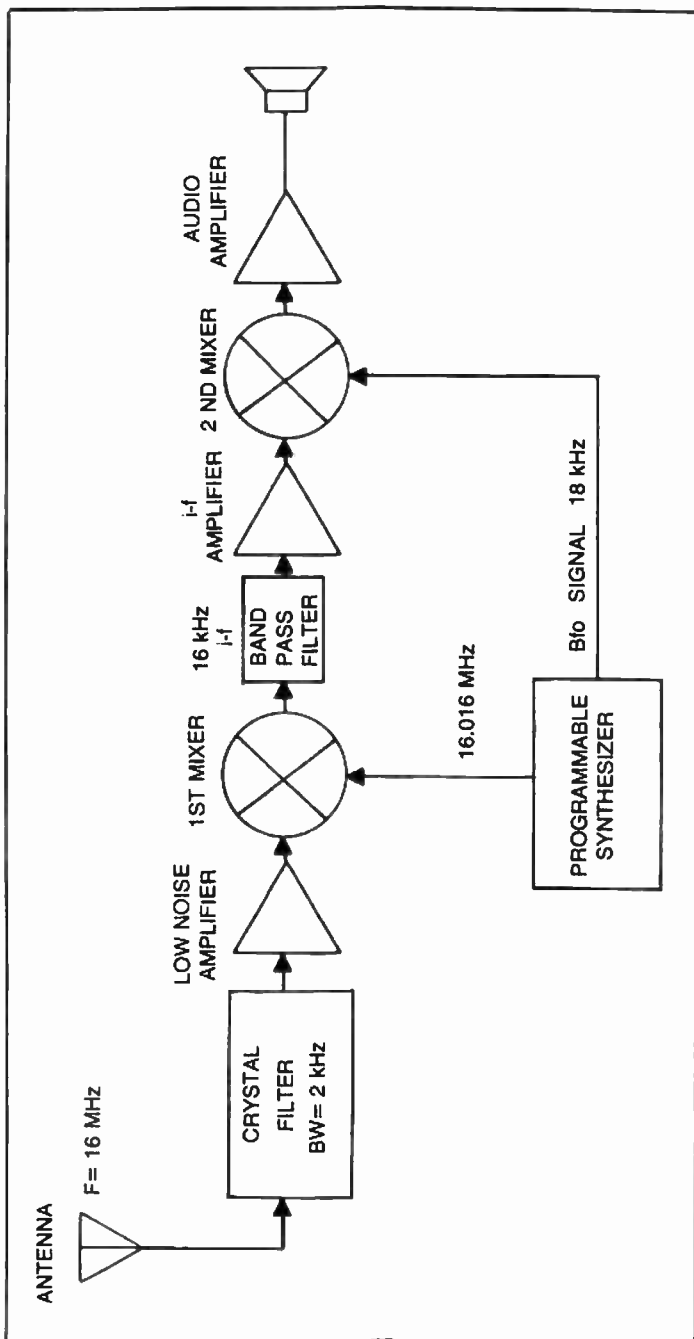 ANTENNA
F= 16 MHz
CRYSTAL
FILTER
BW= 2 kHz
LOW NOISE
AMPLIFIER
1ST MIXER
16 kHz
i-f
BAND
PASS
FILTER
i-f
AMPLIFIER
2 ND MIXER
AUDIO
AMPLIFIER
16.016 MHz
Bfo SIGNAL 18 kHz
PROGRAMMABLE
SYNTHESIZER